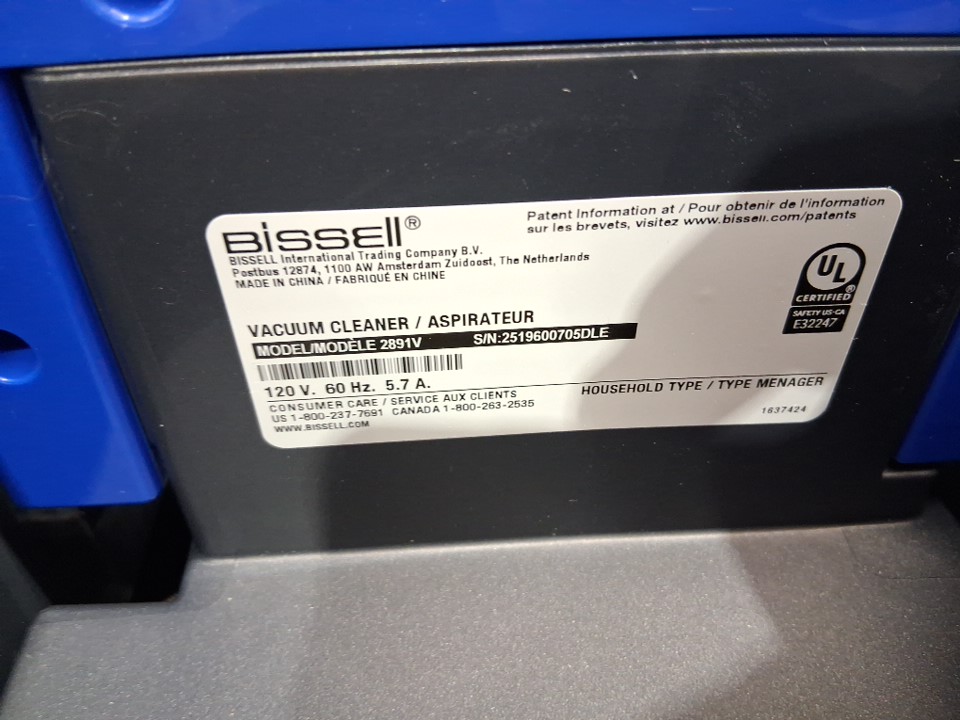 BISSELL®
BISSELL International Trading Company B.V.
Postbus 12874, 1100 AW Amsterdam Zuidoost, The Netherlands
MADE IN CHINA / FABRIQUÉ EN CHINE
Patent Information at / Pour obtenir de l'information
sur les brevets, visitez www.bissell.com/patents
UL
®
CERTIFIED
SAFETY US-CA
E32247
VACUUM CLEANER / ASPIRATEUR
MODEL/MODÈLE 2891V S/N:2519600705DLE
120 V. 60 Hz. 5.7 A.
HOUSEHOLD TYPE / TYPE MENAGER
CONSUMER CARE / SERVICE AUX CLIENTS
US 1-800-237-7691 CANADA 1-800-263-2535
WWW.BISSELL.COM
1637424